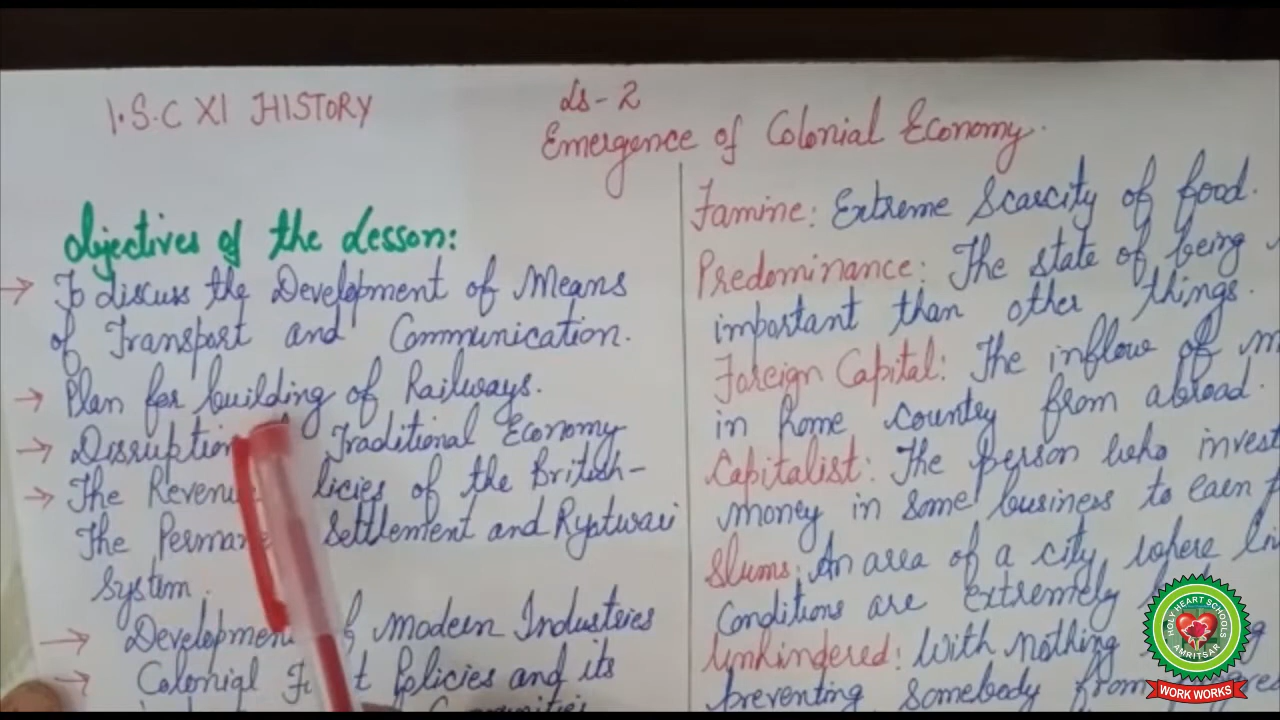 I.S.C XI HISTORY
Ls-2
Emergence of Colonial Economy.
Objectives of the Lesson:
→ To discuss the Development of Means
of Transport and Communication.
→ Plan for building of Railways.
→ Disruption Traditional Economy
→ The Revenue of the British-
The Settlement and Ryotwari
System.
→ Development of Modern Industries
→ Colonial Policies and its
Famine: Extreme Scarcity of food.
Predominance: The state of being
important than other things.
Foreign Capital: The inflow of
in home country from abroad.
Capitalist: The person who invest
money in some business to earn
Slums: An area of a city where
Conditions are extremely
Unhindered: With nothing
preventing somebody from
HOLY HEART SCHOOLS
AMRITSAR
WORK WORKS